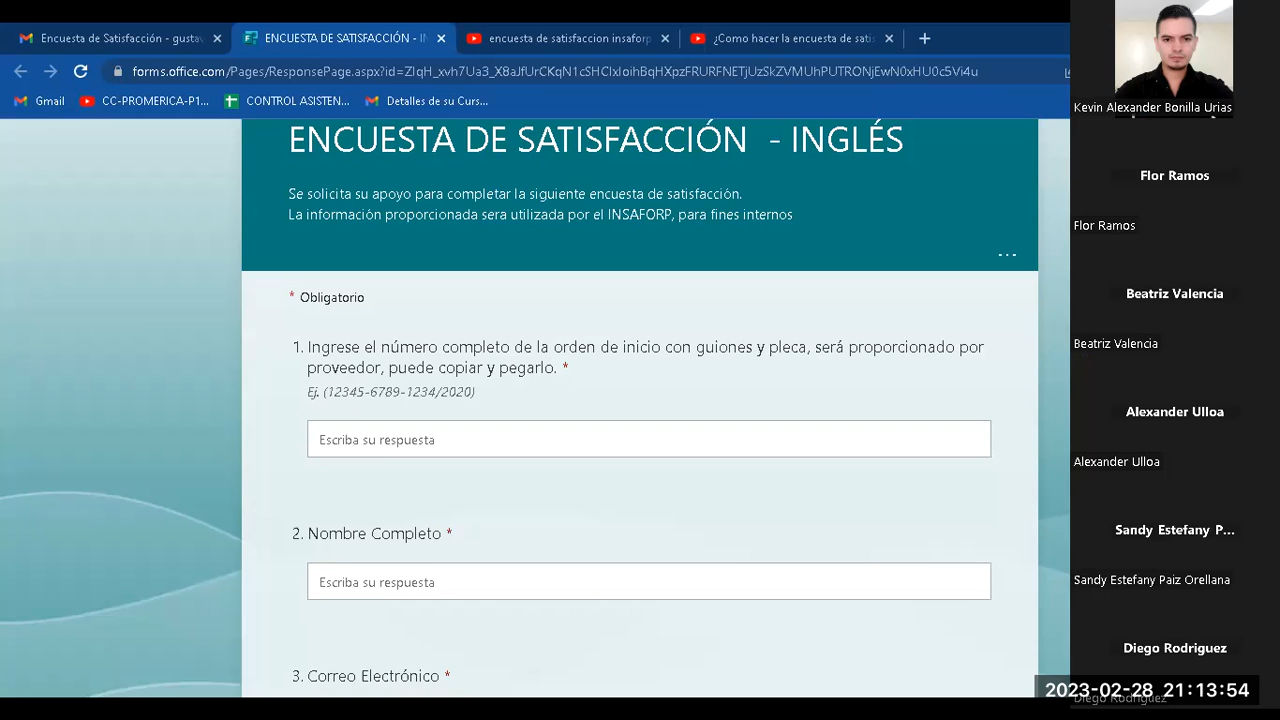 Encuesta de Satisfacción - gusta
ENCUESTA DE SATISFACCIÓN - IN
encuesta de satisfaccion insaforp
¿Como hacer la encuesta de satis
forms.office.com/Pages/ResponsePage.aspx?id=ZIqH_xvh7Ua3_X8aJfUrCKqN1cSHCIxIoihBqHXpzFRURFNETjUzSkZVMUhPUTRONjEwN0xHU0c5Vi4u
Gmail
CC-PROMERICA-P1...
CONTROL ASISTEN...
Detalles de su Curs...
ENCUESTA DE SATISFACCIÓN - INGLÉS
Se solicita su apoyo para completar la siguiente encuesta de satisfacción.
La información proporcionada sera utilizada por el INSAFORP, para fines internos
...
* Obligatorio
1. Ingrese el número completo de la orden de inicio con guiones y pleca, será proporcionado por
proveedor, puede copiar y pegarlo. *
Ej. (12345-6789-1234/2020)
Escriba su respuesta
2. Nombre Completo *
Escriba su respuesta
3. Correo Electrónico *
Kevin Alexander Bonilla Urias
Flor Ramos
Flor Ramos
Beatriz Valencia
Beatriz Valencia
Alexander Ulloa
Alexander Ulloa
Sandy Estefany P...
Sandy Estefany Paiz Orellana
Diego Rodriguez
2023-02-28 21:13:54
Diego Rodriguez